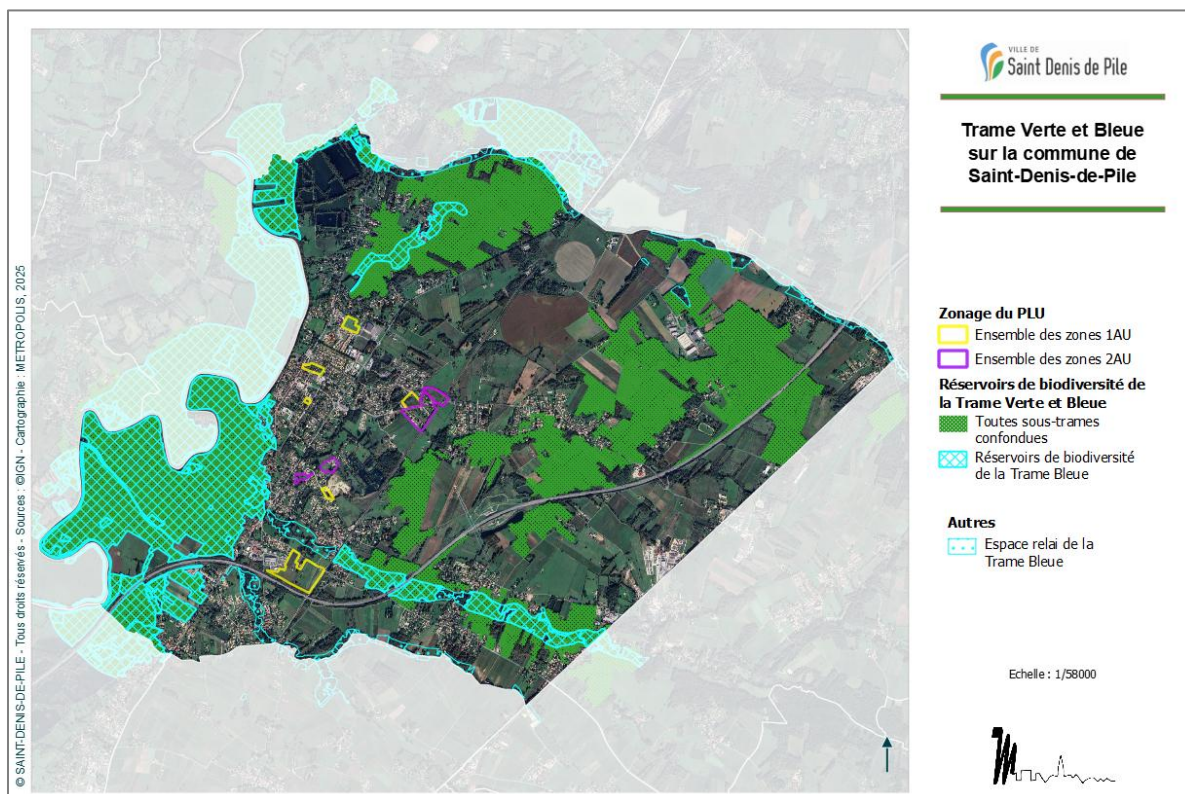 © SAINT-DENIS-DE-PILE - Tous droits réservés - Sources : ©IGN - Cartographie : METROPOLIS, 2025
VILLE DE
Saint Denis de Pile
Trame Verte et Bleue
sur la commune de
Saint-Denis-de-Pile
Zonage du PLU
Ensemble des zones 1AU
Ensemble des zones 2AU
Réservoirs de biodiversité de
la Trame Verte et Bleue
Toutes sous-trames
confondues
Réservoirs de biodiversité
de la Trame Bleue
Autres
Espace relai de la
Trame Bleue
Echelle : 1/58000